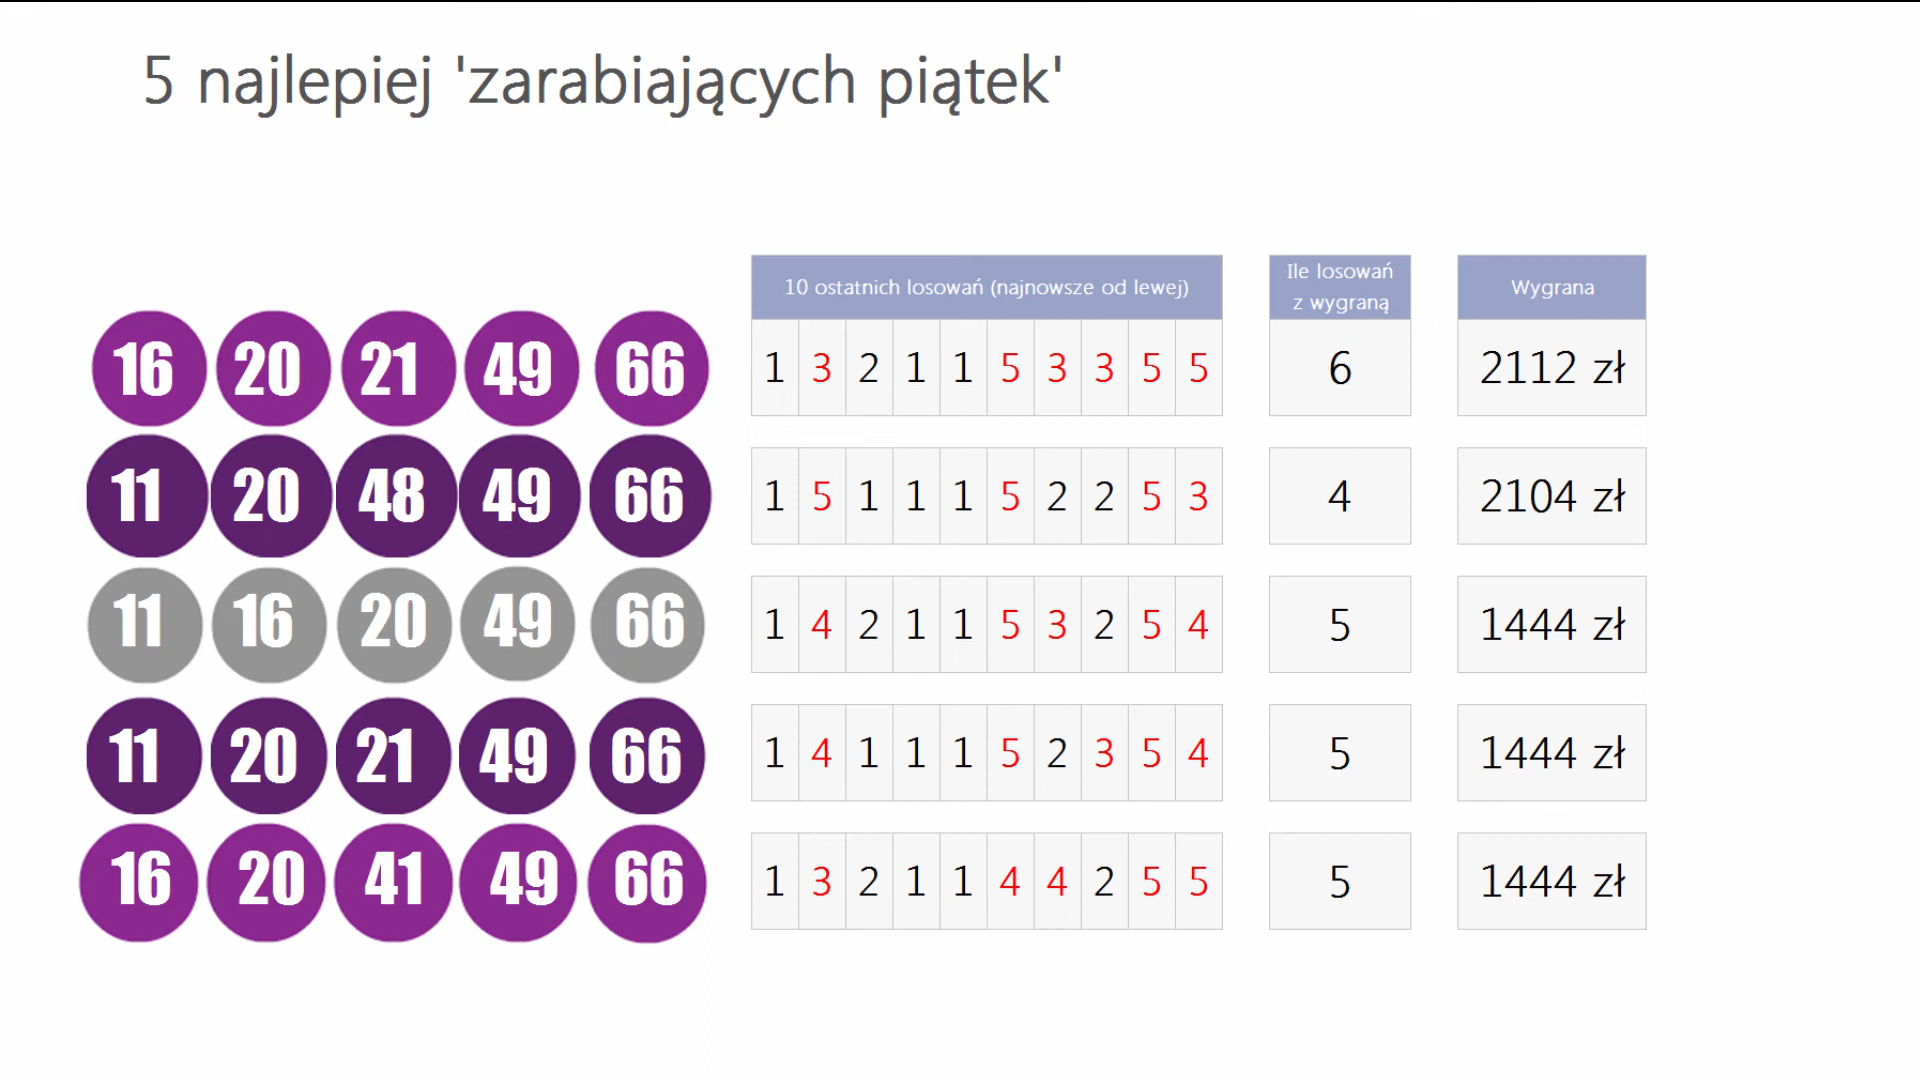 5 najlepiej 'zarabiających piątek'
10 ostatnich losowań (najnowsze od lewej)
Ile losowań
z wygraną
Wygrana
16 20 21 49 66 1 3 2 1 1 5 3 3 5 5 6 2112 zł
11 20 48 49 66 1 5 1 1 1 5 2 2 5 3 4 2104 zł
11 16 20 49 66 1 4 2 1 1 5 3 2 5 4 5 1444 zł
11 20 21 49 66 1 4 1 1 1 5 2 3 5 4 5 1444 zł
16 20 41 49 66 1 3 2 1 1 4 4 2 5 5 5 1444 zł